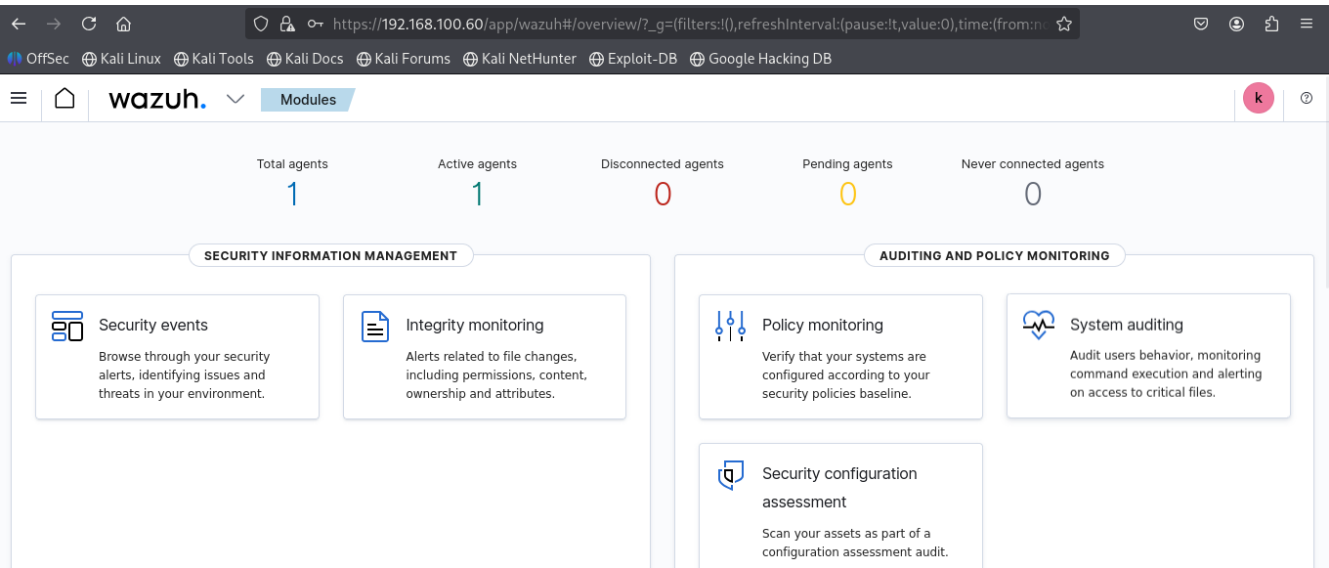 https://192.168.100.60/app/wazuh#/overview/?_g=(filters:!(),refreshInterval:(pause:!t,value:0),time:(from:no
OffSec Kali Linux Kali Tools Kali Docs Kali Forums Kali NetHunter Exploit-DB Google Hacking DB
wazuh. Modules k
Total agents Active agents Disconnected agents Pending agents Never connected agents
1 1 0 0 0
SECURITY INFORMATION MANAGEMENT
Security events
Browse through your security
alerts, identifying issues and
threats in your environment.
Integrity monitoring
Alerts related to file changes,
including permissions, content,
ownership and attributes.
AUDITING AND POLICY MONITORING
Policy monitoring
Verify that your systems are
configured according to your
security policies baseline.
System auditing
Audit users behavior, monitoring
command execution and alerting
on access to critical files.
Security configuration
assessment
Scan your assets as part of a
configuration assessment audit.